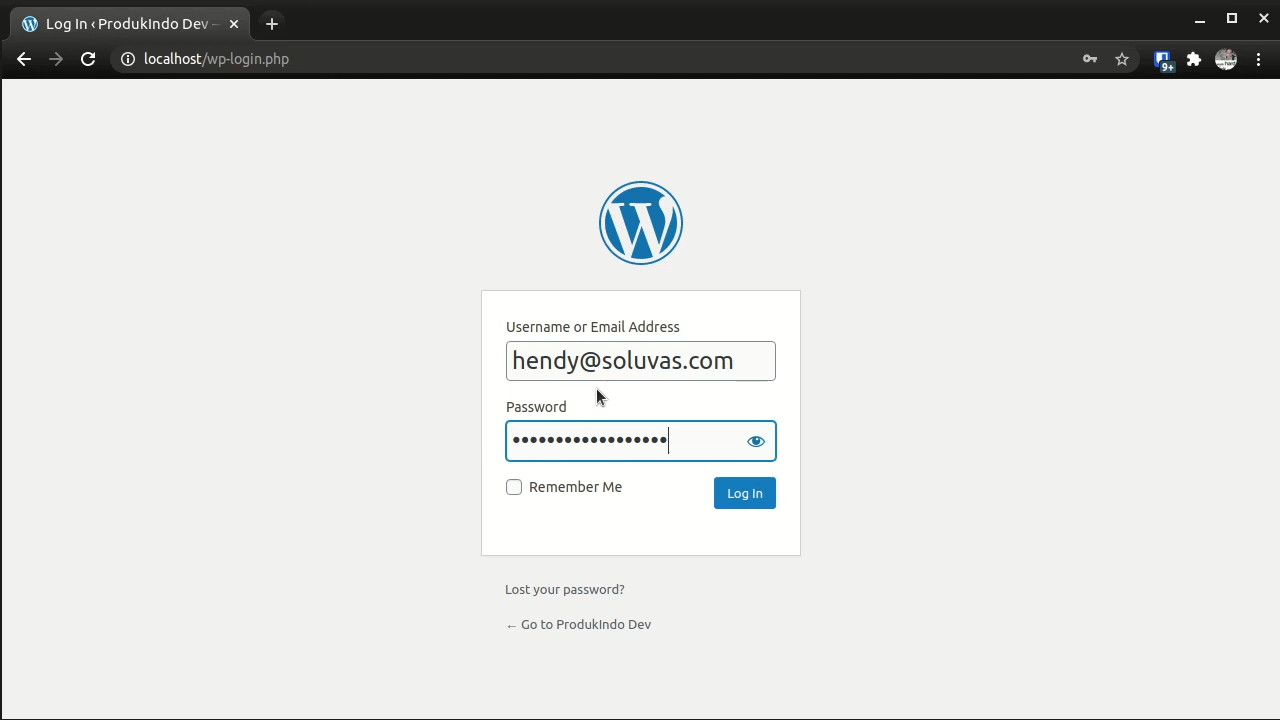 Log In ‹ ProdukIndo Dev —
localhost/wp-login.php
9+
Username or Email Address
hendy@soluvas.com
Password
••••••••••••••••••
Remember Me
Log In
Lost your password?
← Go to ProdukIndo Dev